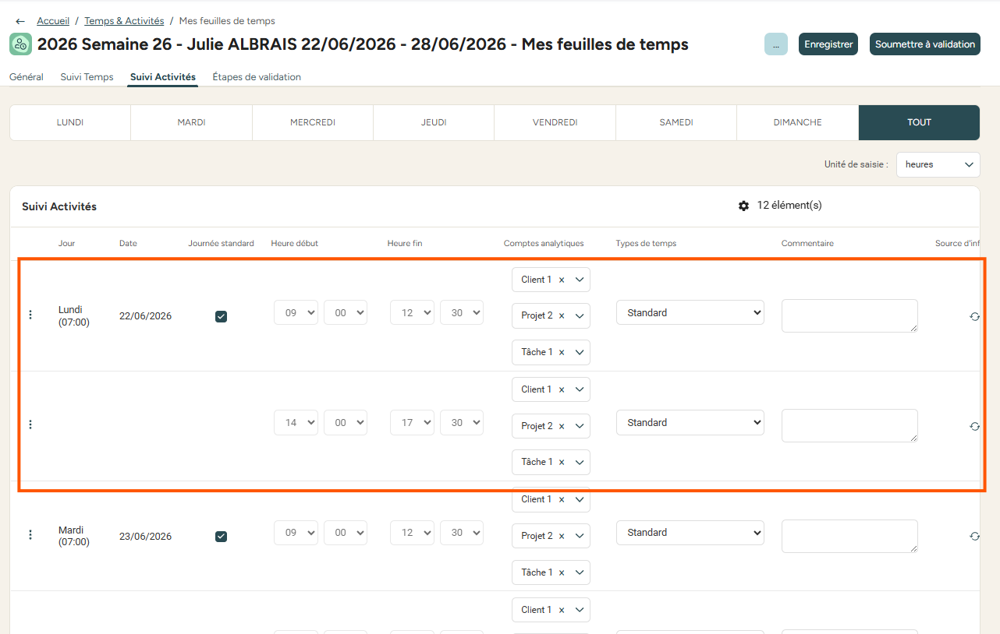 ← Accueil / Temps & Activités / Mes feuilles de temps
2026 Semaine 26 - Julie ALBRAIS 22/06/2026 - 28/06/2026 - Mes feuilles de temps
... Enregistrer Soumettre à validation
Général Suivi Temps Suivi Activités Étapes de validation
LUNDI MARDI MERCREDI JEUDI VENDREDI SAMEDI DIMANCHE TOUT
Unité de saisie : heures
Suivi Activités 12 élément(s)
Jour Date Journée standard Heure début Heure fin Comptes analytiques Types de temps Commentaire Source d'inf
Client 1 ×
Lundi
(07:00) 22/06/2026 09 00 12 30 Projet 2 × Standard
Tâche 1 ×
Client 1 ×
14 00 17 30 Projet 2 × Standard
Tâche 1 ×
Client 1 ×
Mardi
(07:00) 23/06/2026 09 00 12 30 Projet 2 × Standard
Tâche 1 ×
Client 1 ×